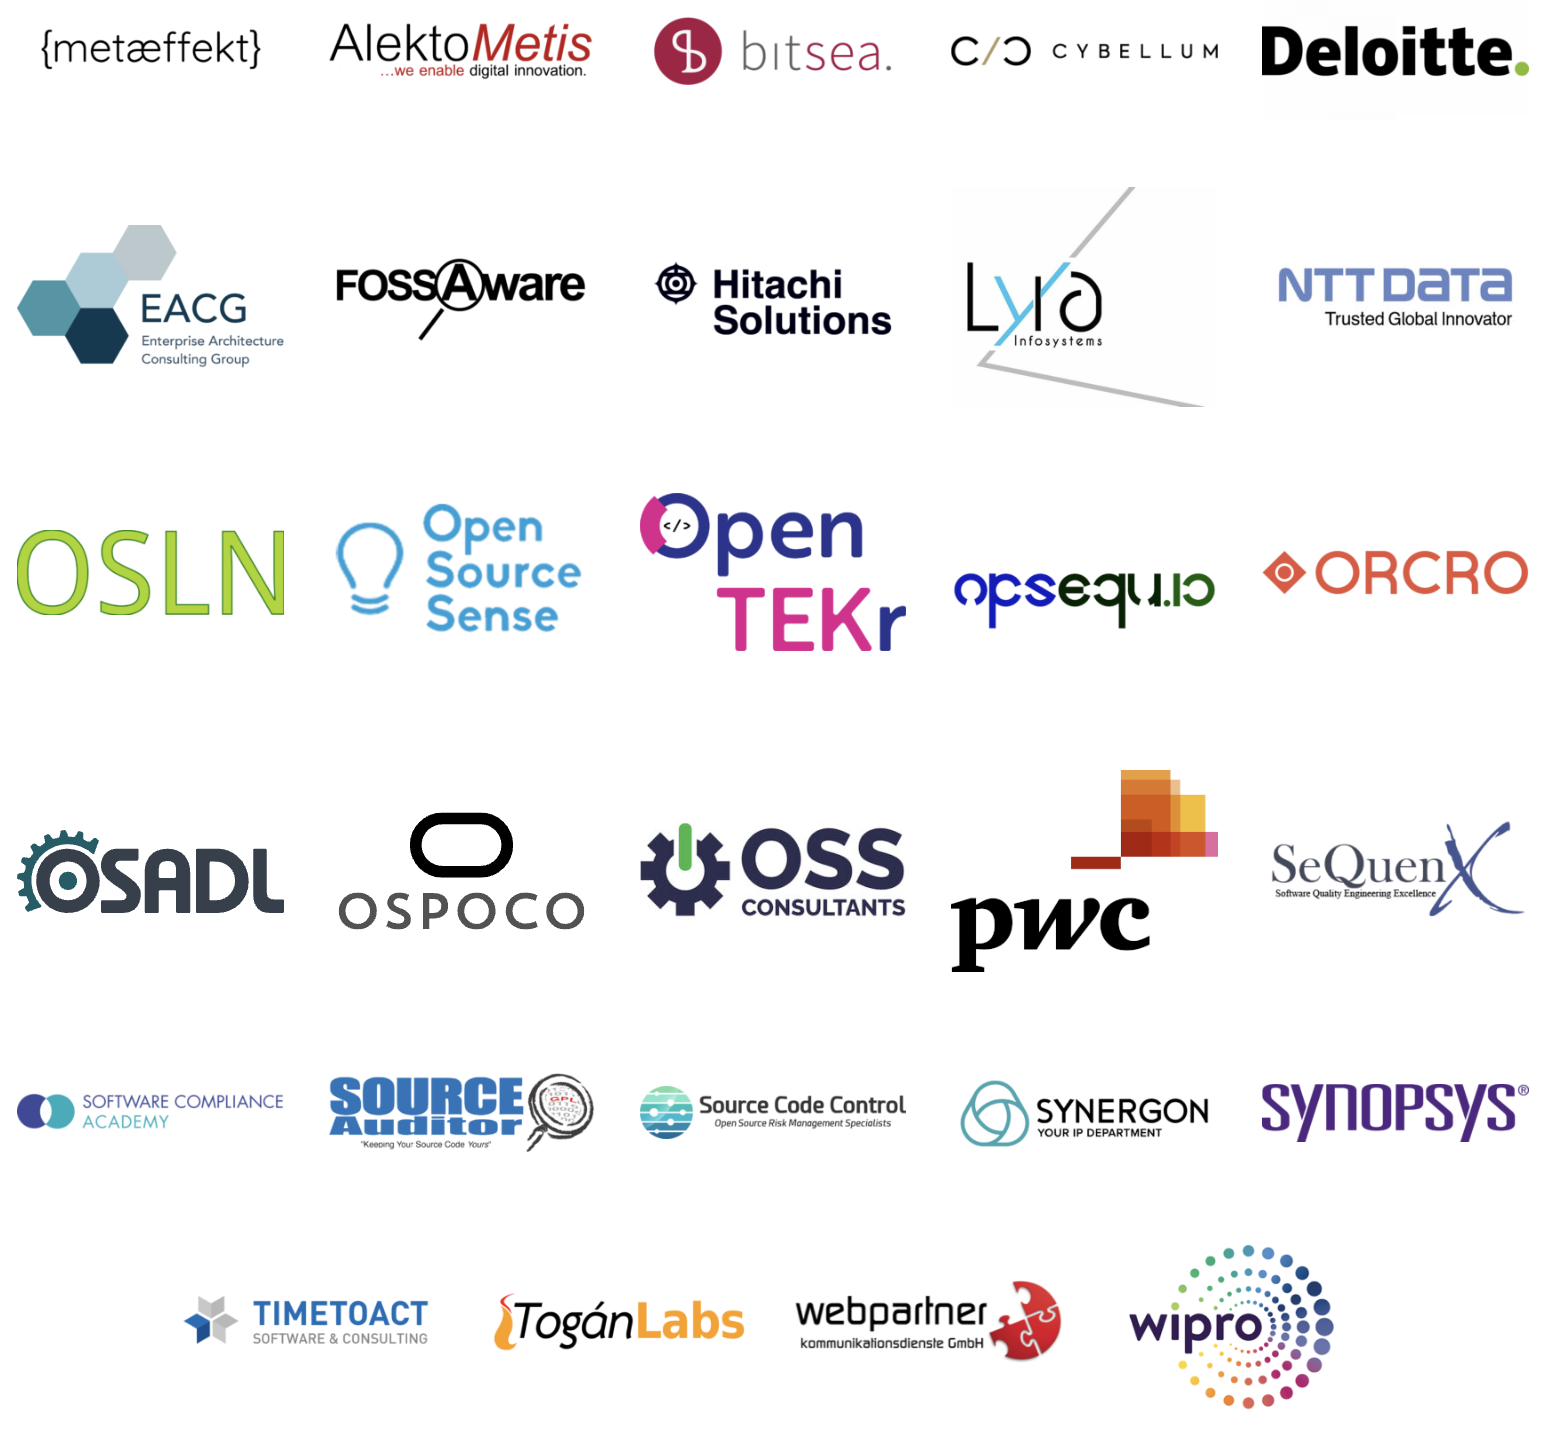 {metæffekt}
AlektoMetis
...we enable digital innovation.
bitsea.
C/C CYBELLUM
Deloitte.
EACG
Enterprise Architecture
Consulting Group
FOSSAware
Hitachi
Solutions
Lyra
Infosystems
NTT DATA
Trusted Global Innovator
OSLN
Open
Source
Sense
</>
Open
TEKr
opsequ.io
ORCRO
OSADL
OSPOCO
OSS
CONSULTANTS
pwc
SeQuenX
Software Quality Engineering Excellence
SOFTWARE COMPLIANCE
ACADEMY
SOURCE
Auditor
"Keeping Your Source Code Yours"
GPL
Source Code Control
Open Source Risk Management Specialists
SYNERGON
YOUR IP DEPARTMENT
SYNOPSYS®
TIMETOACT
SOFTWARE & CONSULTING
TogánLabs
webpartner
kommunikationsdienste GmbH
wipro